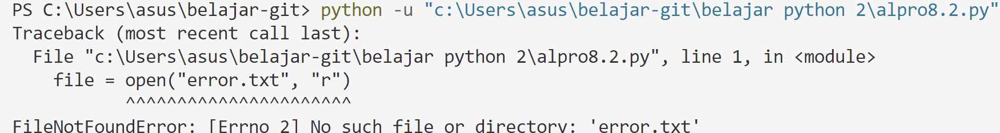 PS C:\Users\asus\belajar-git> python -u "c:\Users\asus\belajar-git\belajar python 2\alpro8.2.py"
Traceback (most recent call last):
  File "c:\Users\asus\belajar-git\belajar python 2\alpro8.2.py", line 1, in <module>
    file = open("error.txt", "r")
           ^^^^^^^^^^^^^^^^^^^^^^
FileNotFoundError: [Errno 2] No such file or directory: 'error.txt'